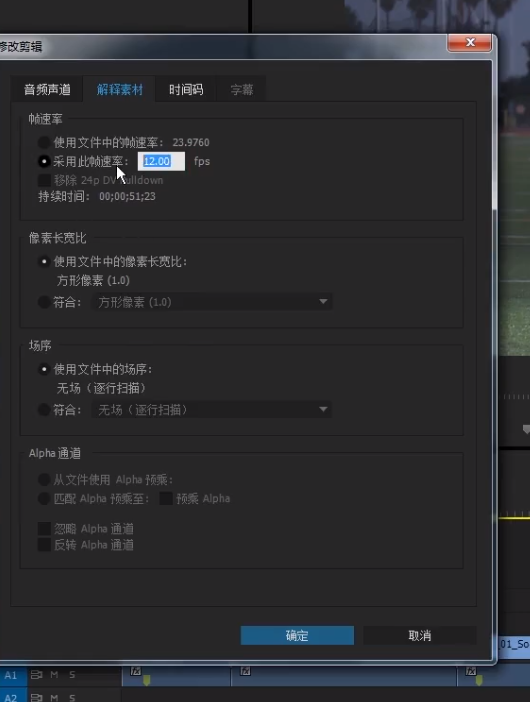 修改剪辑
音频声道 解释素材 时间码 字幕
帧速率
使用文件中的帧速率: 23.9760
采用此帧速率: 12.00 fps
移除 24p DV Pulldown
持续时间: 00;00;51;23
像素长宽比
使用文件中的像素长宽比:
方形像素 (1.0)
符合: 方形像素 (1.0)
场序
使用文件中的场序:
无场（逐行扫描）
符合: 无场（逐行扫描）
Alpha 通道
从文件使用 Alpha 预乘:
匹配 Alpha 预乘至: 预乘 Alpha
忽略 Alpha 通道
反转 Alpha 通道
确定 取消
01_So
A1 M S fx fx fx
A2 M S